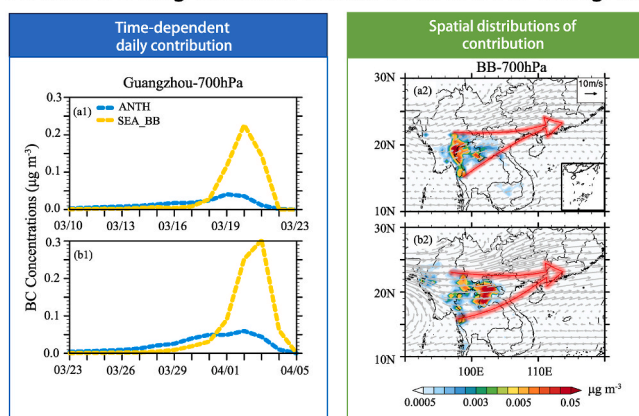 Time-dependent
daily contribution
Guangzhou-700hPa
(a1)
ANTH
SEA_BB
BC Concentrations (μg m⁻³)
0.3
0.2
0.1
0.0
03/10 03/13 03/16 03/19 03/23
(b1)
0.3
0.2
0.1
0.0
03/23 03/26 03/29 04/01 04/05
Spatial distributions of
contribution
BB-700hPa
30N
(a2)
10m/s
20N
10N
30N
(b2)
20N
10N
100E 110E
μg m⁻³
0.0005 0.003 0.005 0.05